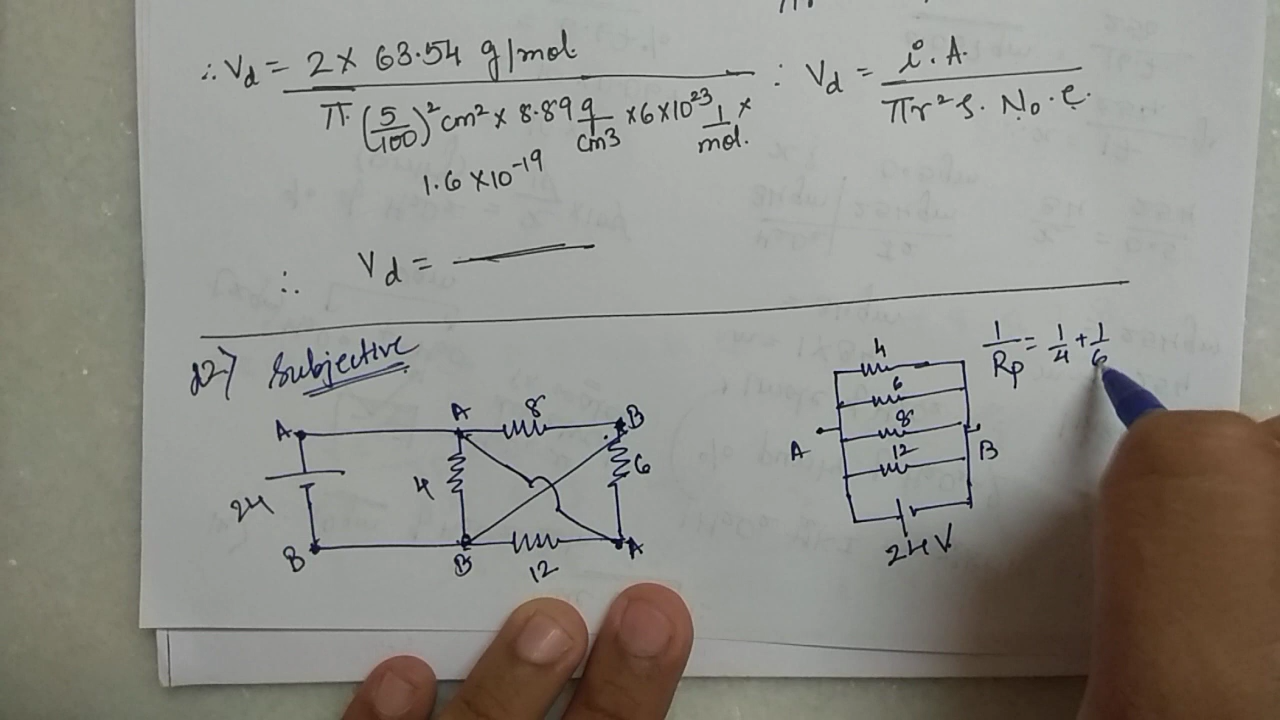 ∴ Vd = 2 × 63.54 g/mol
π (5/100)² cm² × 8.89 g/cm3 × 6 × 10²³ 1/mol. ×
1.6 × 10⁻¹⁹
: Vd = i. A.
πr² S. No. e.
∴ Vd =
22) Subjective
A
A
8
B
24
4
6
B
B
12
A
4
6
8
12
A
B
24 V
1/Rp = 1/4 + 1/6